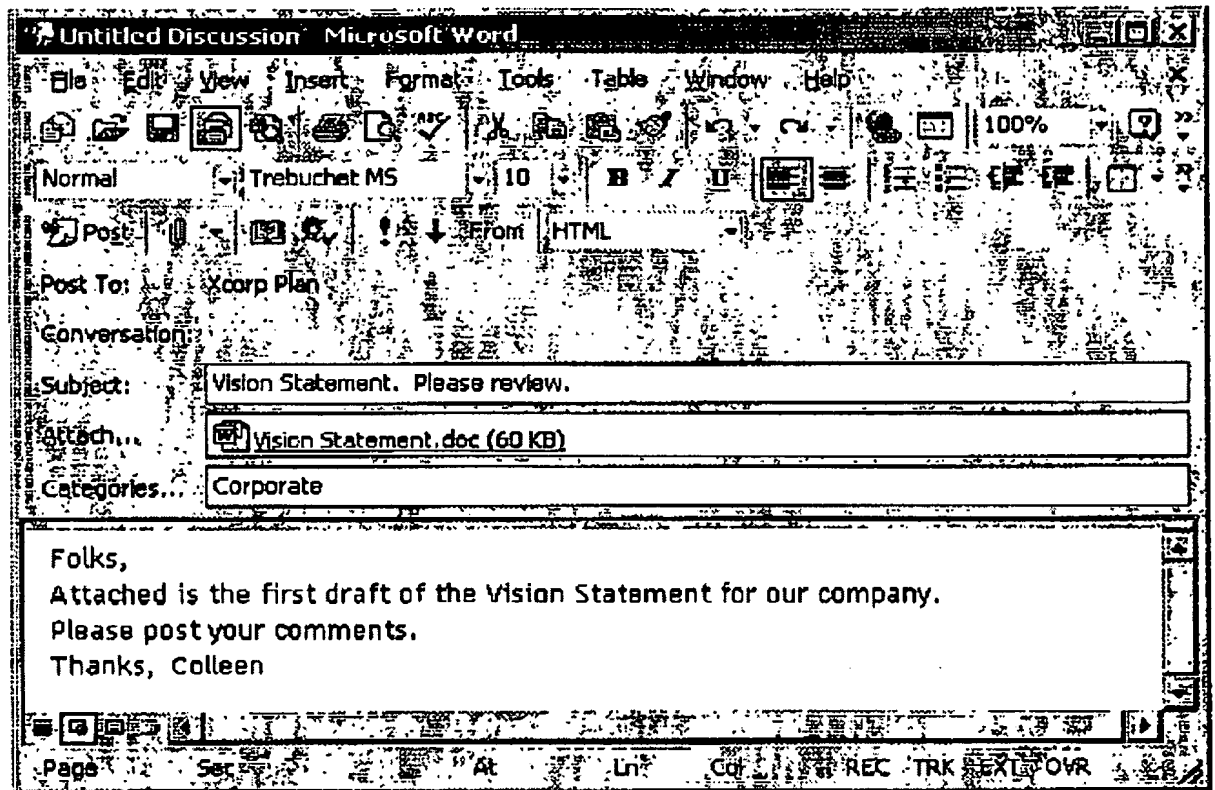 Untitled Discussion Microsoft Word
File Edit View Insert Format Tools Table Window Help
ABC 100%
Normal Trebuchet MS 10 B I U
Post From HTML
Post To: Xcorp Plan
Conversation:
Subject: Vision Statement. Please review.
Attach... Vision Statement.doc (60 KB)
Categories... Corporate
Folks,
Attached is the first draft of the Vision Statement for our company.
Please post your comments.
Thanks, Colleen
Page Sec At Ln Col REC TRK EXT OVR